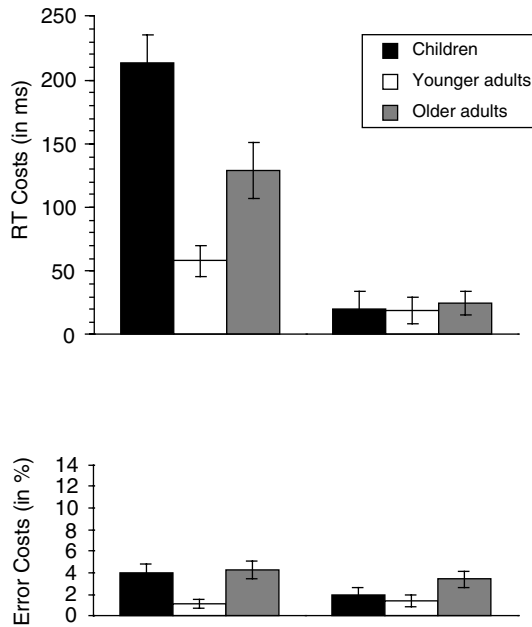 250
200
150
100
50
0
RT Costs (in ms)
Children
Younger adults
Older adults
14
12
10
8
6
4
2
0
Error Costs (in %)